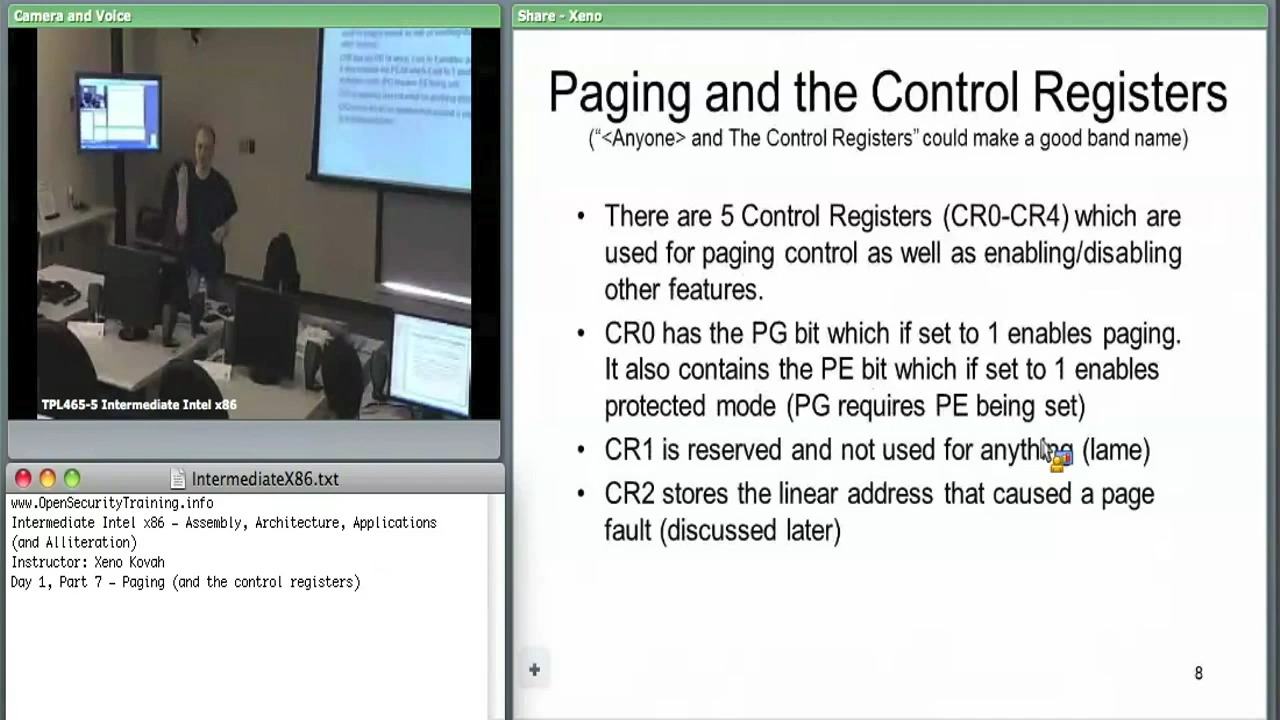 Camera and Voice
TPL465-5 Intermediate Intel x86
IntermediateX86.txt
www.OpenSecurityTraining.info
Intermediate Intel x86 – Assembly, Architecture, Applications
(and Alliteration)
Instructor: Xeno Kovah
Day 1, Part 7 – Paging (and the control registers)
Share - Xeno
Paging and the Control Registers
("<Anyone> and The Control Registers" could make a good band name)
• There are 5 Control Registers (CR0-CR4) which are
used for paging control as well as enabling/disabling
other features.
• CR0 has the PG bit which if set to 1 enables paging.
It also contains the PE bit which if set to 1 enables
protected mode (PG requires PE being set)
• CR1 is reserved and not used for anything (lame)
• CR2 stores the linear address that caused a page
fault (discussed later)
+
8